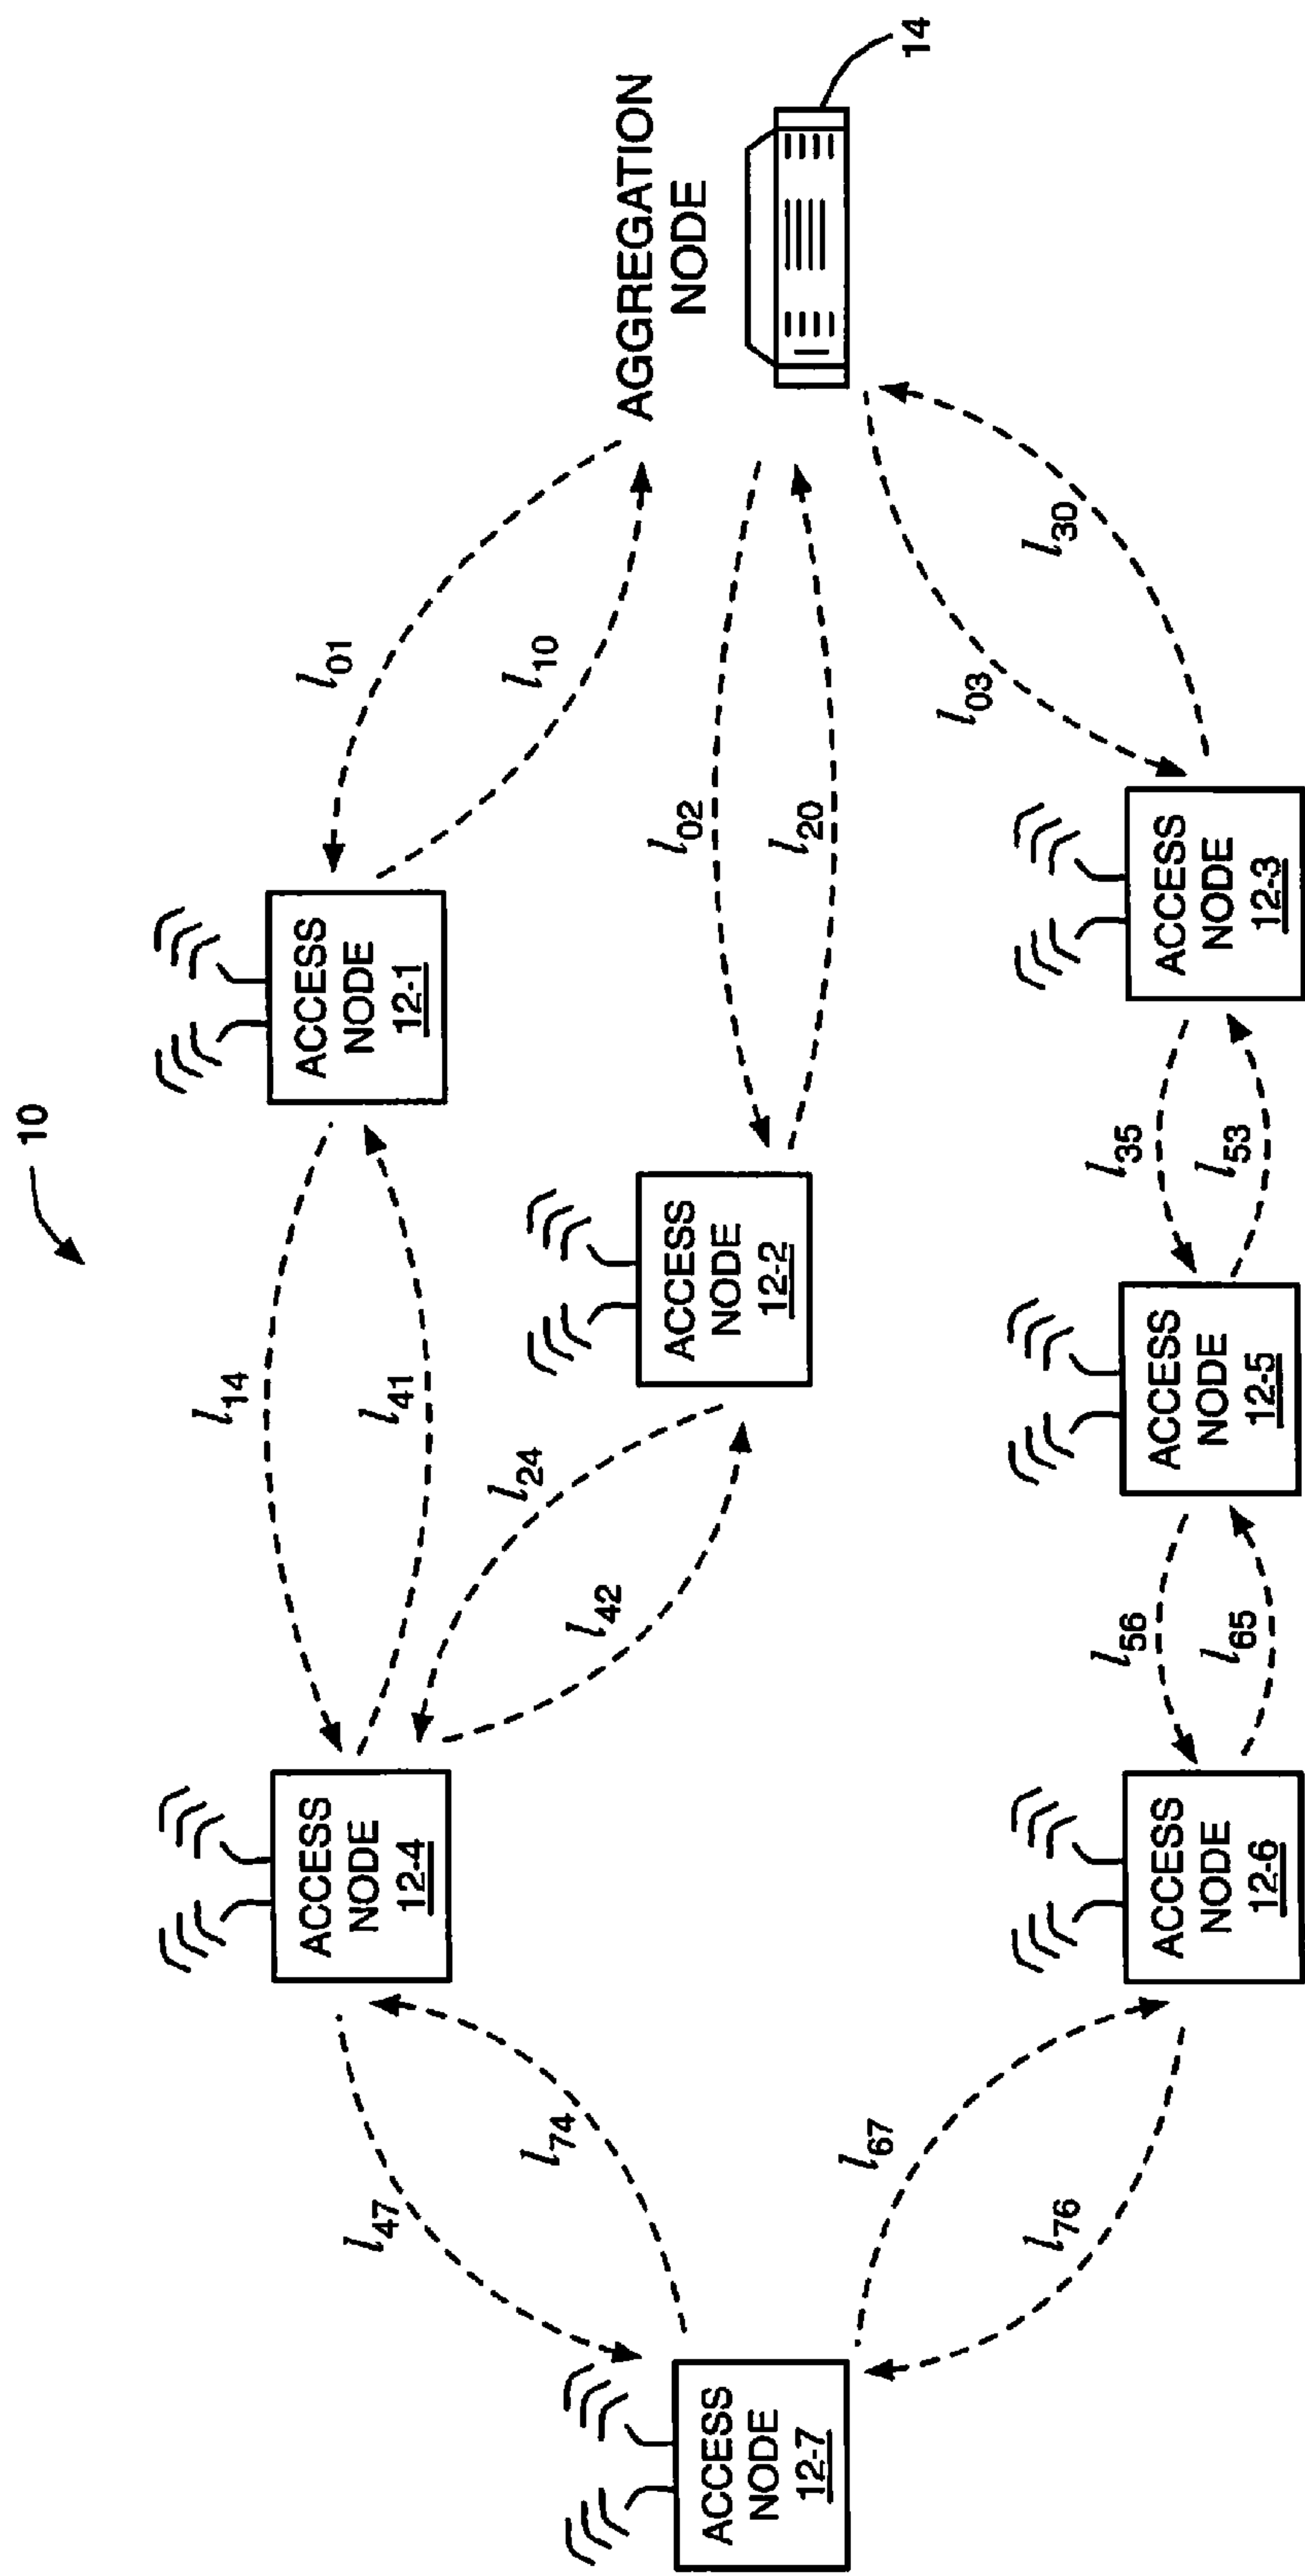 10
AGGREGATION
NODE
14
l01
l10
l02
l20
l03
l30
ACCESS
NODE
12-1
ACCESS
NODE
12-2
ACCESS
NODE
12-3
l14
l41
l24
l42
l35
l53
ACCESS
NODE
12-4
ACCESS
NODE
12-5
l56
l65
ACCESS
NODE
12-6
l47
l74
l67
l76
ACCESS
NODE
12-7